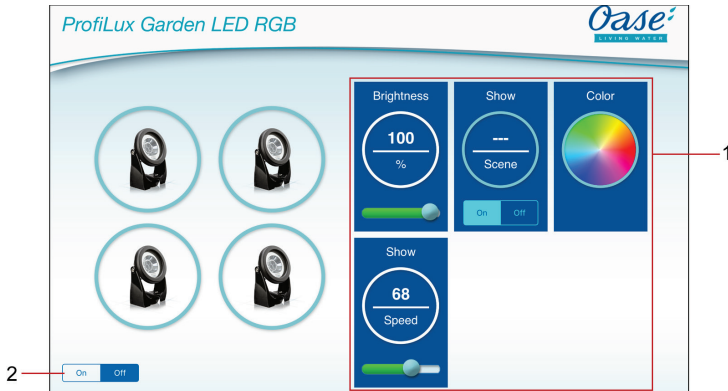 ProfiLux Garden LED RGB
Oase
LIVING WATER
Brightness
100
%
Show
---
Scene
On Off
Color
1
Show
68
Speed
2
On Off